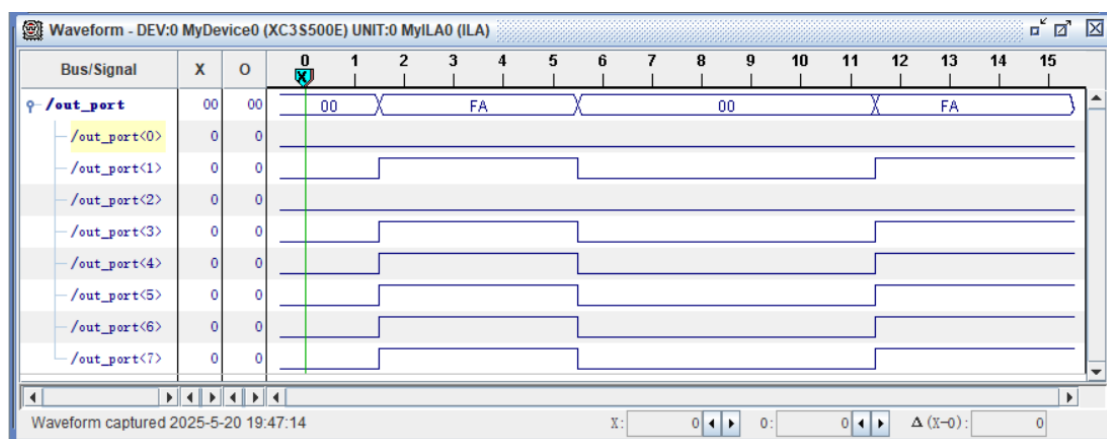 Waveform - DEV:0 MyDevice0 (XC3S500E) UNIT:0 MyILA0 (ILA)
Bus/Signal X O 0 1 2 3 4 5 6 7 8 9 10 11 12 13 14 15
X
/out_port 00 00 00 FA 00 FA
/out_port<0> 0 0
/out_port<1> 0 0
/out_port<2> 0 0
/out_port<3> 0 0
/out_port<4> 0 0
/out_port<5> 0 0
/out_port<6> 0 0
/out_port<7> 0 0
Waveform captured 2025-5-20 19:47:14 X: 0 O: 0 Δ(X-O): 0